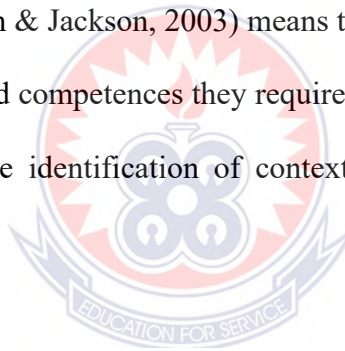 n & Jackson, 2003) means t
d competences they require
e identification of context
EDUCATION FOR SERVICE